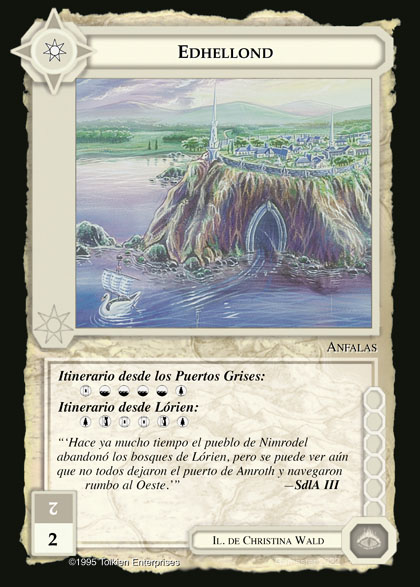 Edhellond
Anfalas
Itinerario desde los Puertos Grises:
Itinerario desde Lórien:
“‘Hace ya mucho tiempo el pueblo de Nimrodel
abandonó los bosques de Lórien, pero se puede ver aún
que no todos dejaron el puerto de Amroth y navegaron
rumbo al Oeste.’” —SdlA III
2
2
Il. de Christina Wald
©1995 Tolkien Enterprises